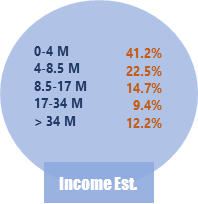 0-4 M 41.2%
4-8.5 M 22.5%
8.5-17 M 14.7%
17-34 M 9.4%
> 34 M 12.2%
Income Est.